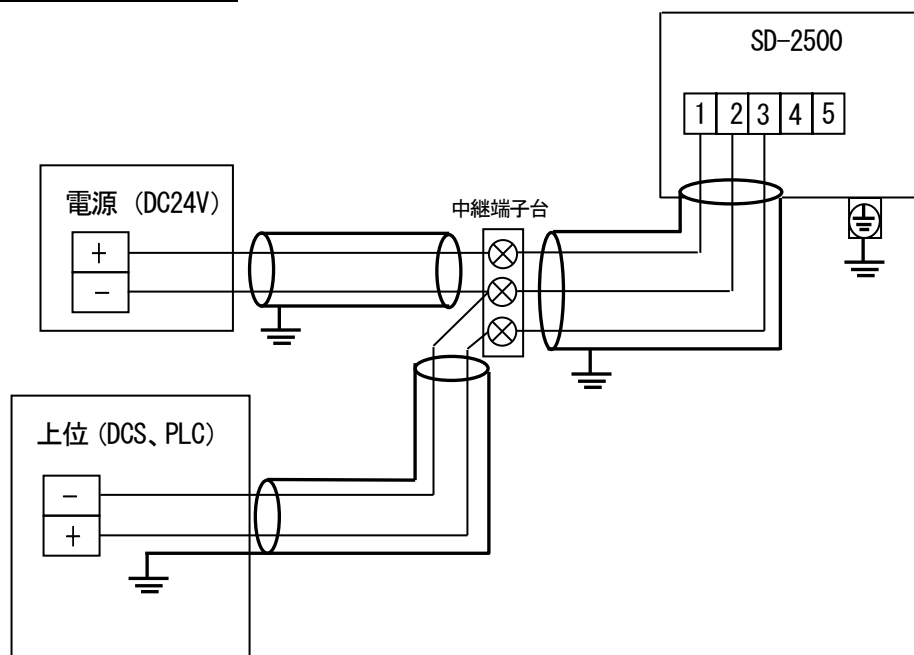 SD-2500
1 2 3 4 5
電源 (DC24V)
+
-
中継端子台
上位 (DCS、PLC)
-
+